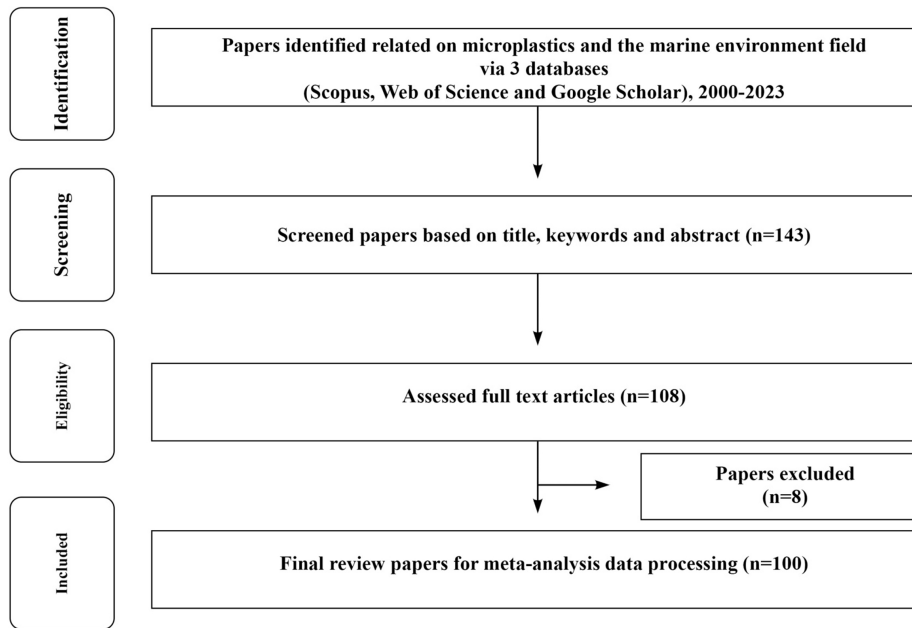 Identification
Papers identified related on microplastics and the marine environment field
via 3 databases
(Scopus, Web of Science and Google Scholar), 2000-2023
Screening
Screened papers based on title, keywords and abstract (n=143)
Eligibility
Assessed full text articles (n=108)
Papers excluded
(n=8)
Included
Final review papers for meta-analysis data processing (n=100)